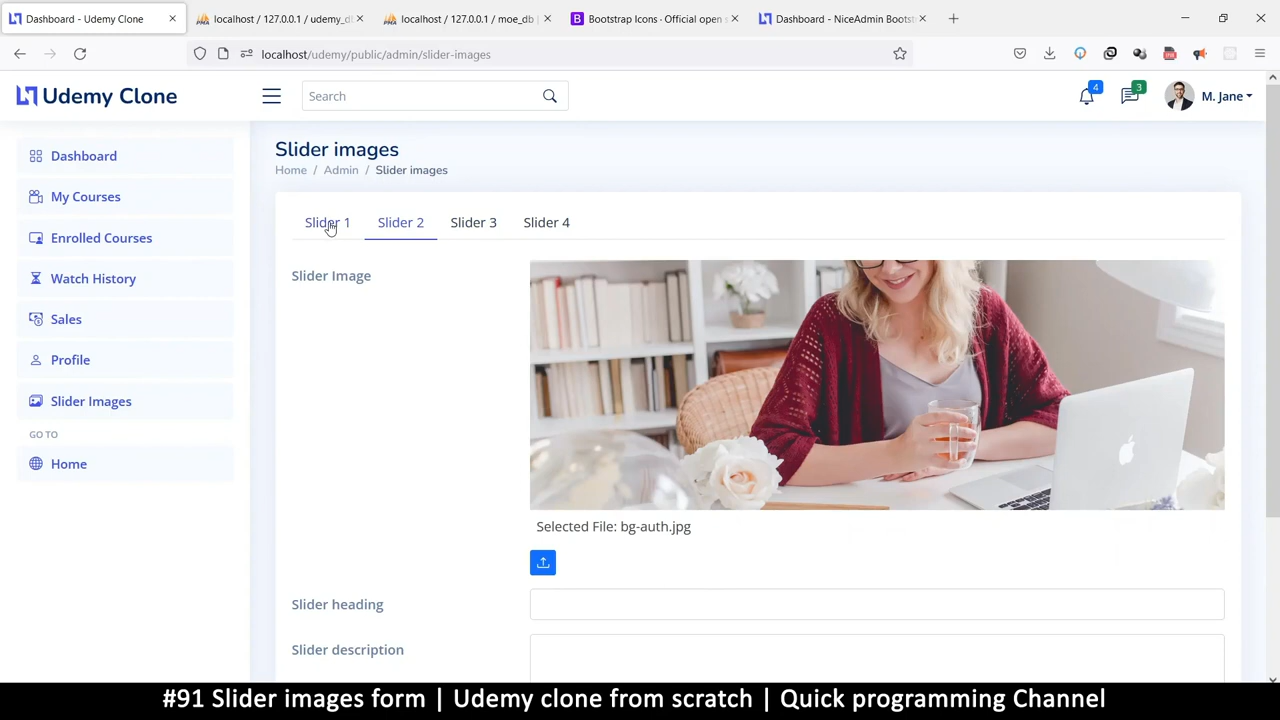 Dashboard - Udemy Clone
localhost / 127.0.0.1 / udemy_d
localhost / 127.0.0.1 / moe_db |
Bootstrap Icons · Official open s
Dashboard - NiceAdmin Bootst
localhost/udemy/public/admin/slider-images
Udemy Clone
Search
4
3
M. Jane
Dashboard
My Courses
Enrolled Courses
Watch History
Sales
Profile
Slider Images
GO TO
Home
Slider images
Home / Admin / Slider images
Slider 1
Slider 2
Slider 3
Slider 4
Slider Image
Selected File: bg-auth.jpg
Slider heading
Slider description
#91 Slider images form | Udemy clone from scratch | Quick programming Channel